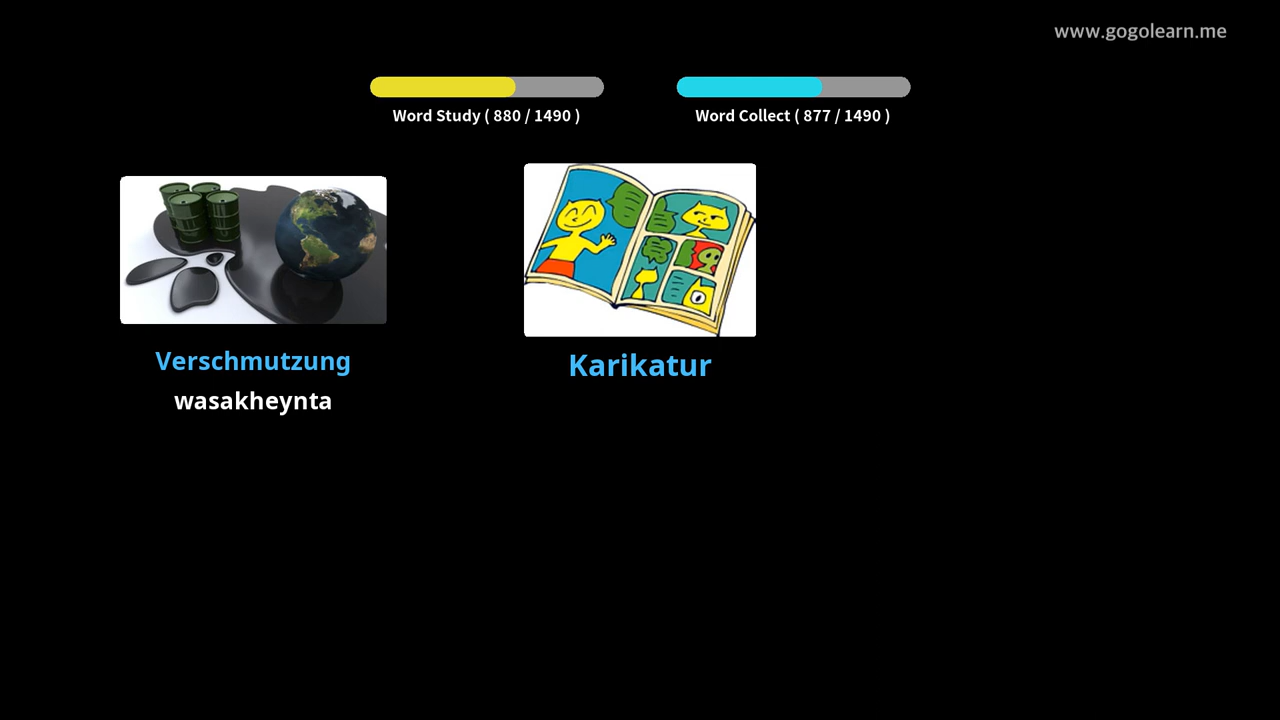 www.gogolearn.me
Word Study ( 880 / 1490 )
Word Collect ( 877 / 1490 )
Verschmutzung
wasakheynta
Karikatur